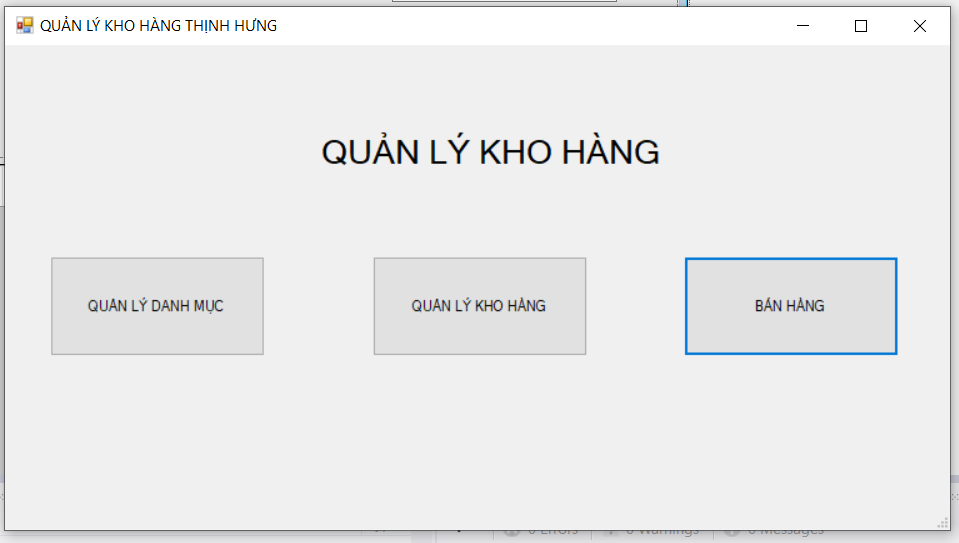 QUẢN LÝ KHO HÀNG THỊNH HƯNG
QUẢN LÝ KHO HÀNG
QUẢN LÝ DANH MỤC
QUẢN LÝ KHO HÀNG
BÁN HÀNG
0 Errors
0 Warnings
0 Messages